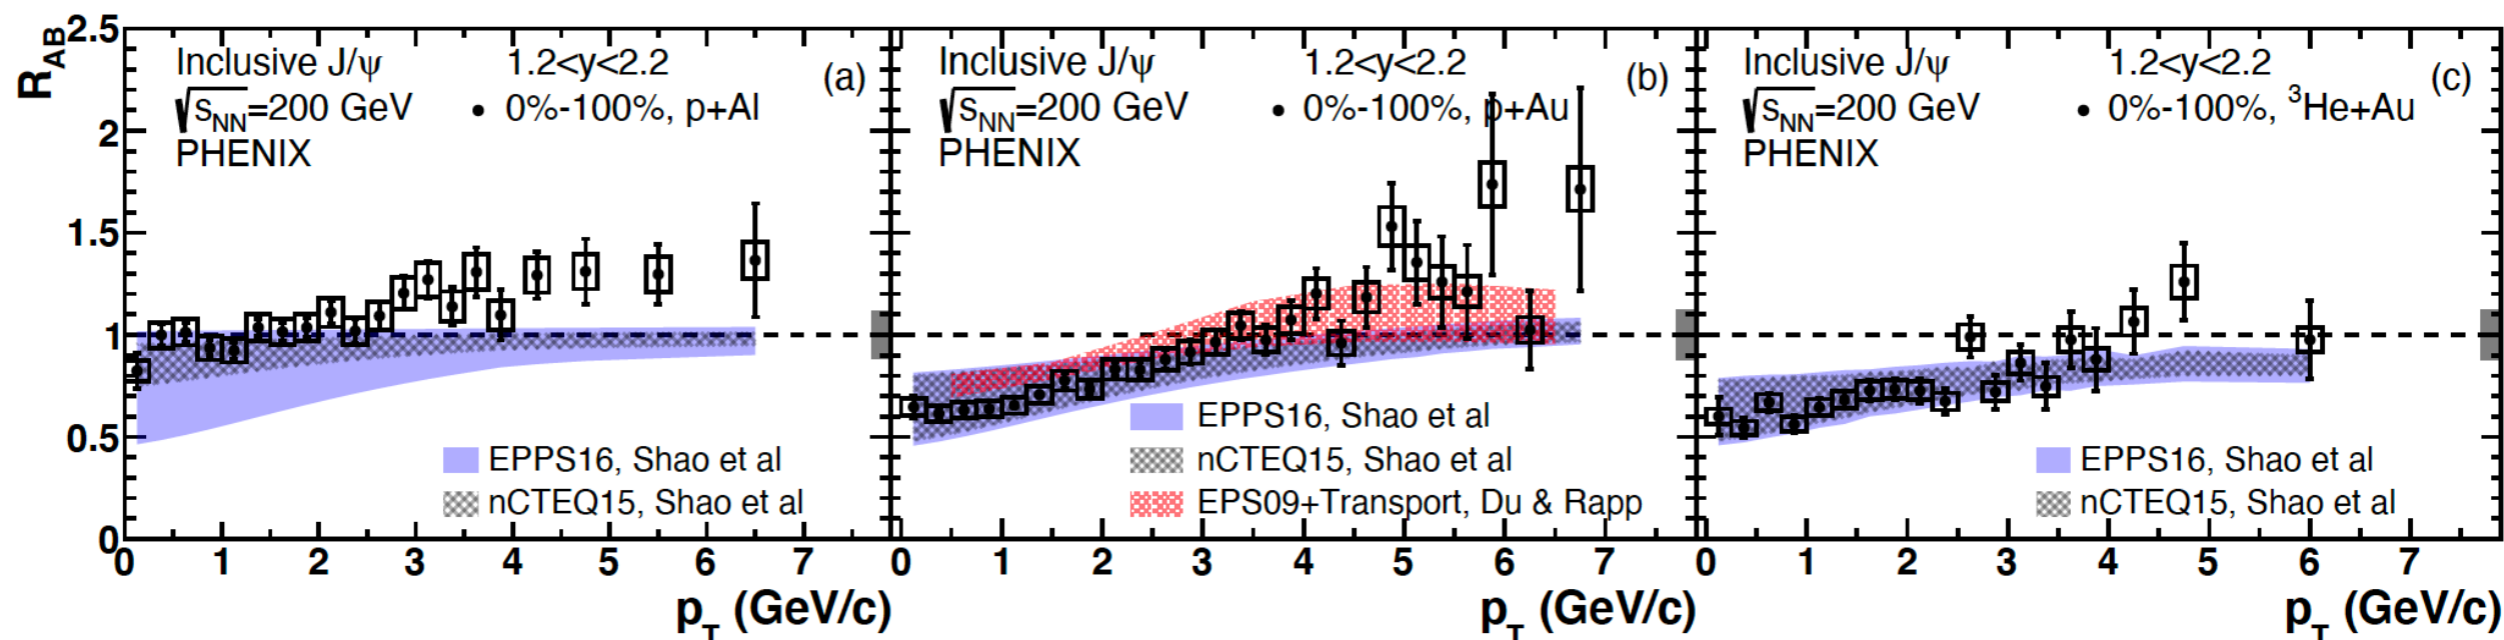 R_AB
2.5
2
1.5
1
0.5
0
Inclusive J/ψ 1.2<y<2.2 (a)
√s_NN=200 GeV • 0%-100%, p+Al
PHENIX
EPPS16, Shao et al
nCTEQ15, Shao et al
0 1 2 3 4 5 6 7
p_T (GeV/c)
Inclusive J/ψ 1.2<y<2.2 (b)
√s_NN=200 GeV • 0%-100%, p+Au
PHENIX
EPPS16, Shao et al
nCTEQ15, Shao et al
EPS09+Transport, Du & Rapp
0 1 2 3 4 5 6 7
p_T (GeV/c)
Inclusive J/ψ 1.2<y<2.2 (c)
√s_NN=200 GeV • 0%-100%, ³He+Au
PHENIX
EPPS16, Shao et al
nCTEQ15, Shao et al
0 1 2 3 4 5 6 7
p_T (GeV/c)